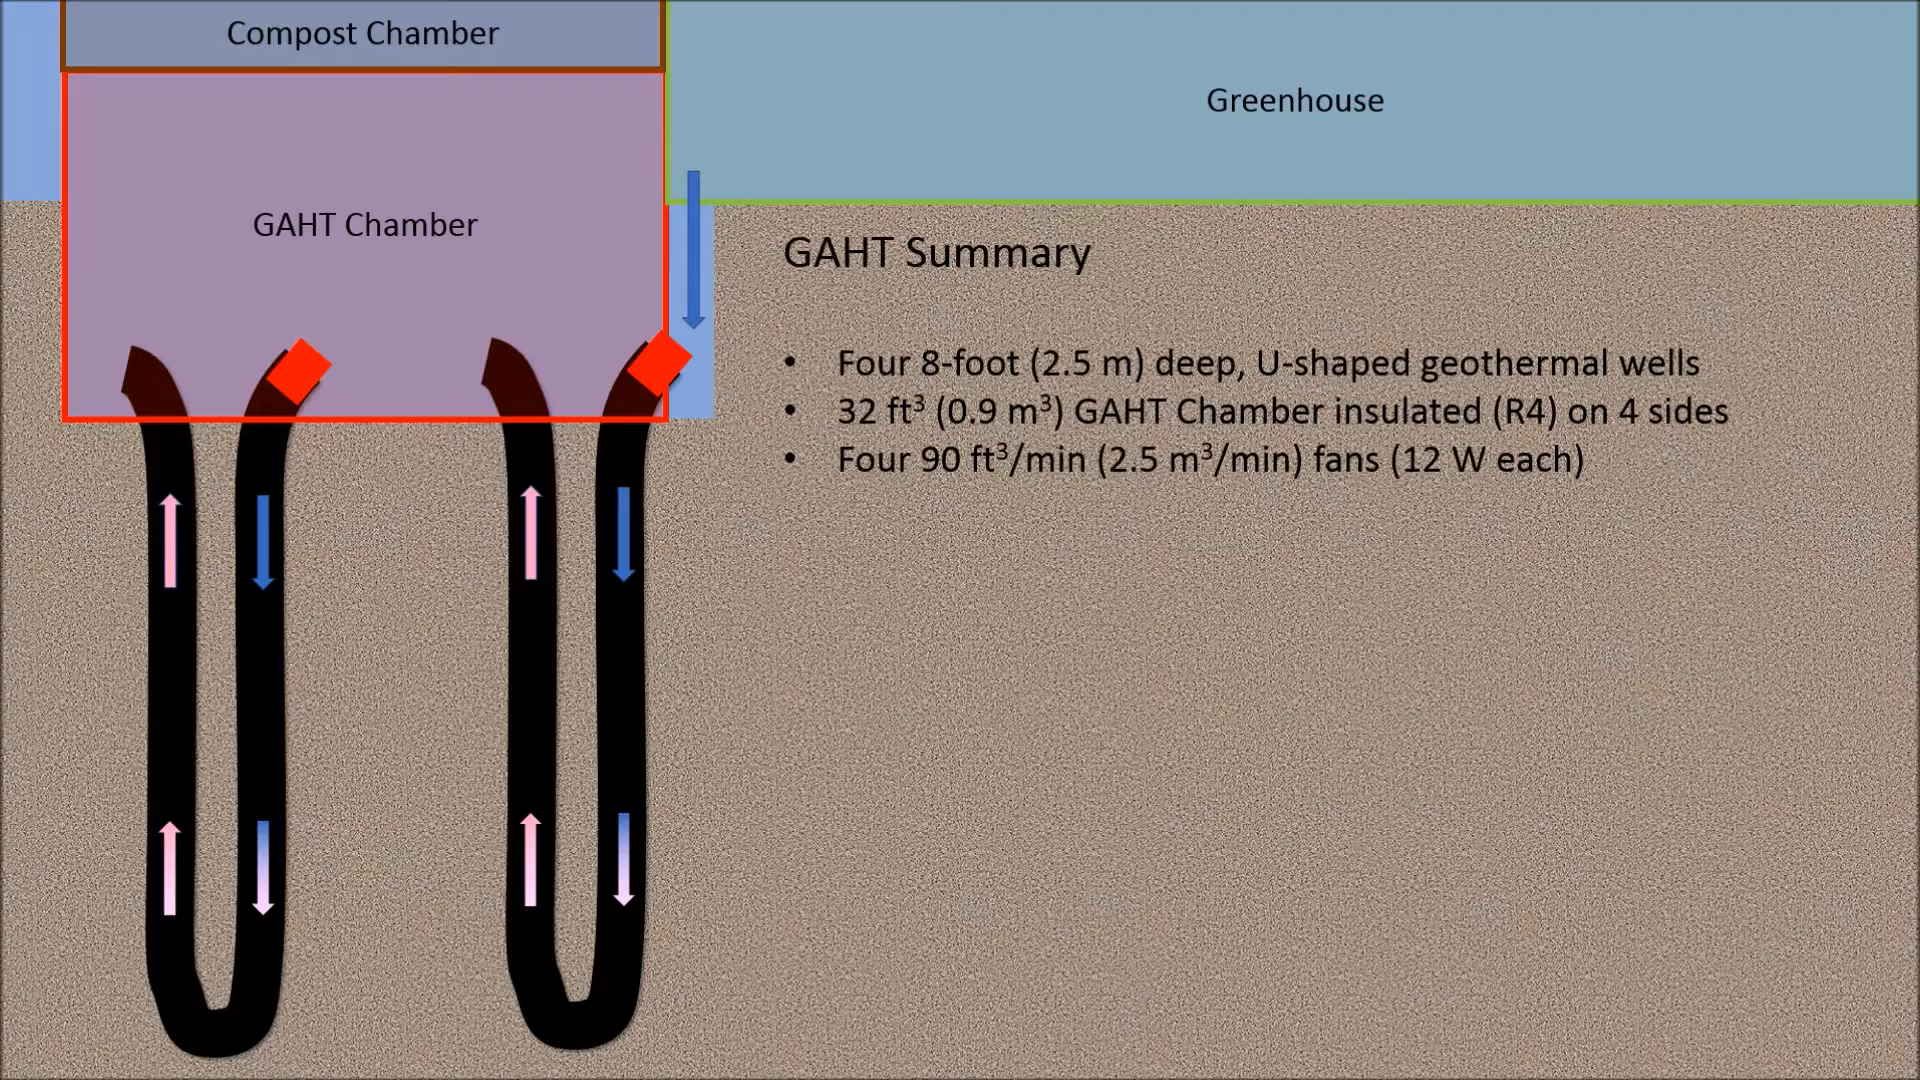 Compost Chamber
Greenhouse
GAHT Chamber
GAHT Summary
• Four 8-foot (2.5 m) deep, U-shaped geothermal wells
• 32 ft³ (0.9 m³) GAHT Chamber insulated (R4) on 4 sides
• Four 90 ft³/min (2.5 m³/min) fans (12 W each)